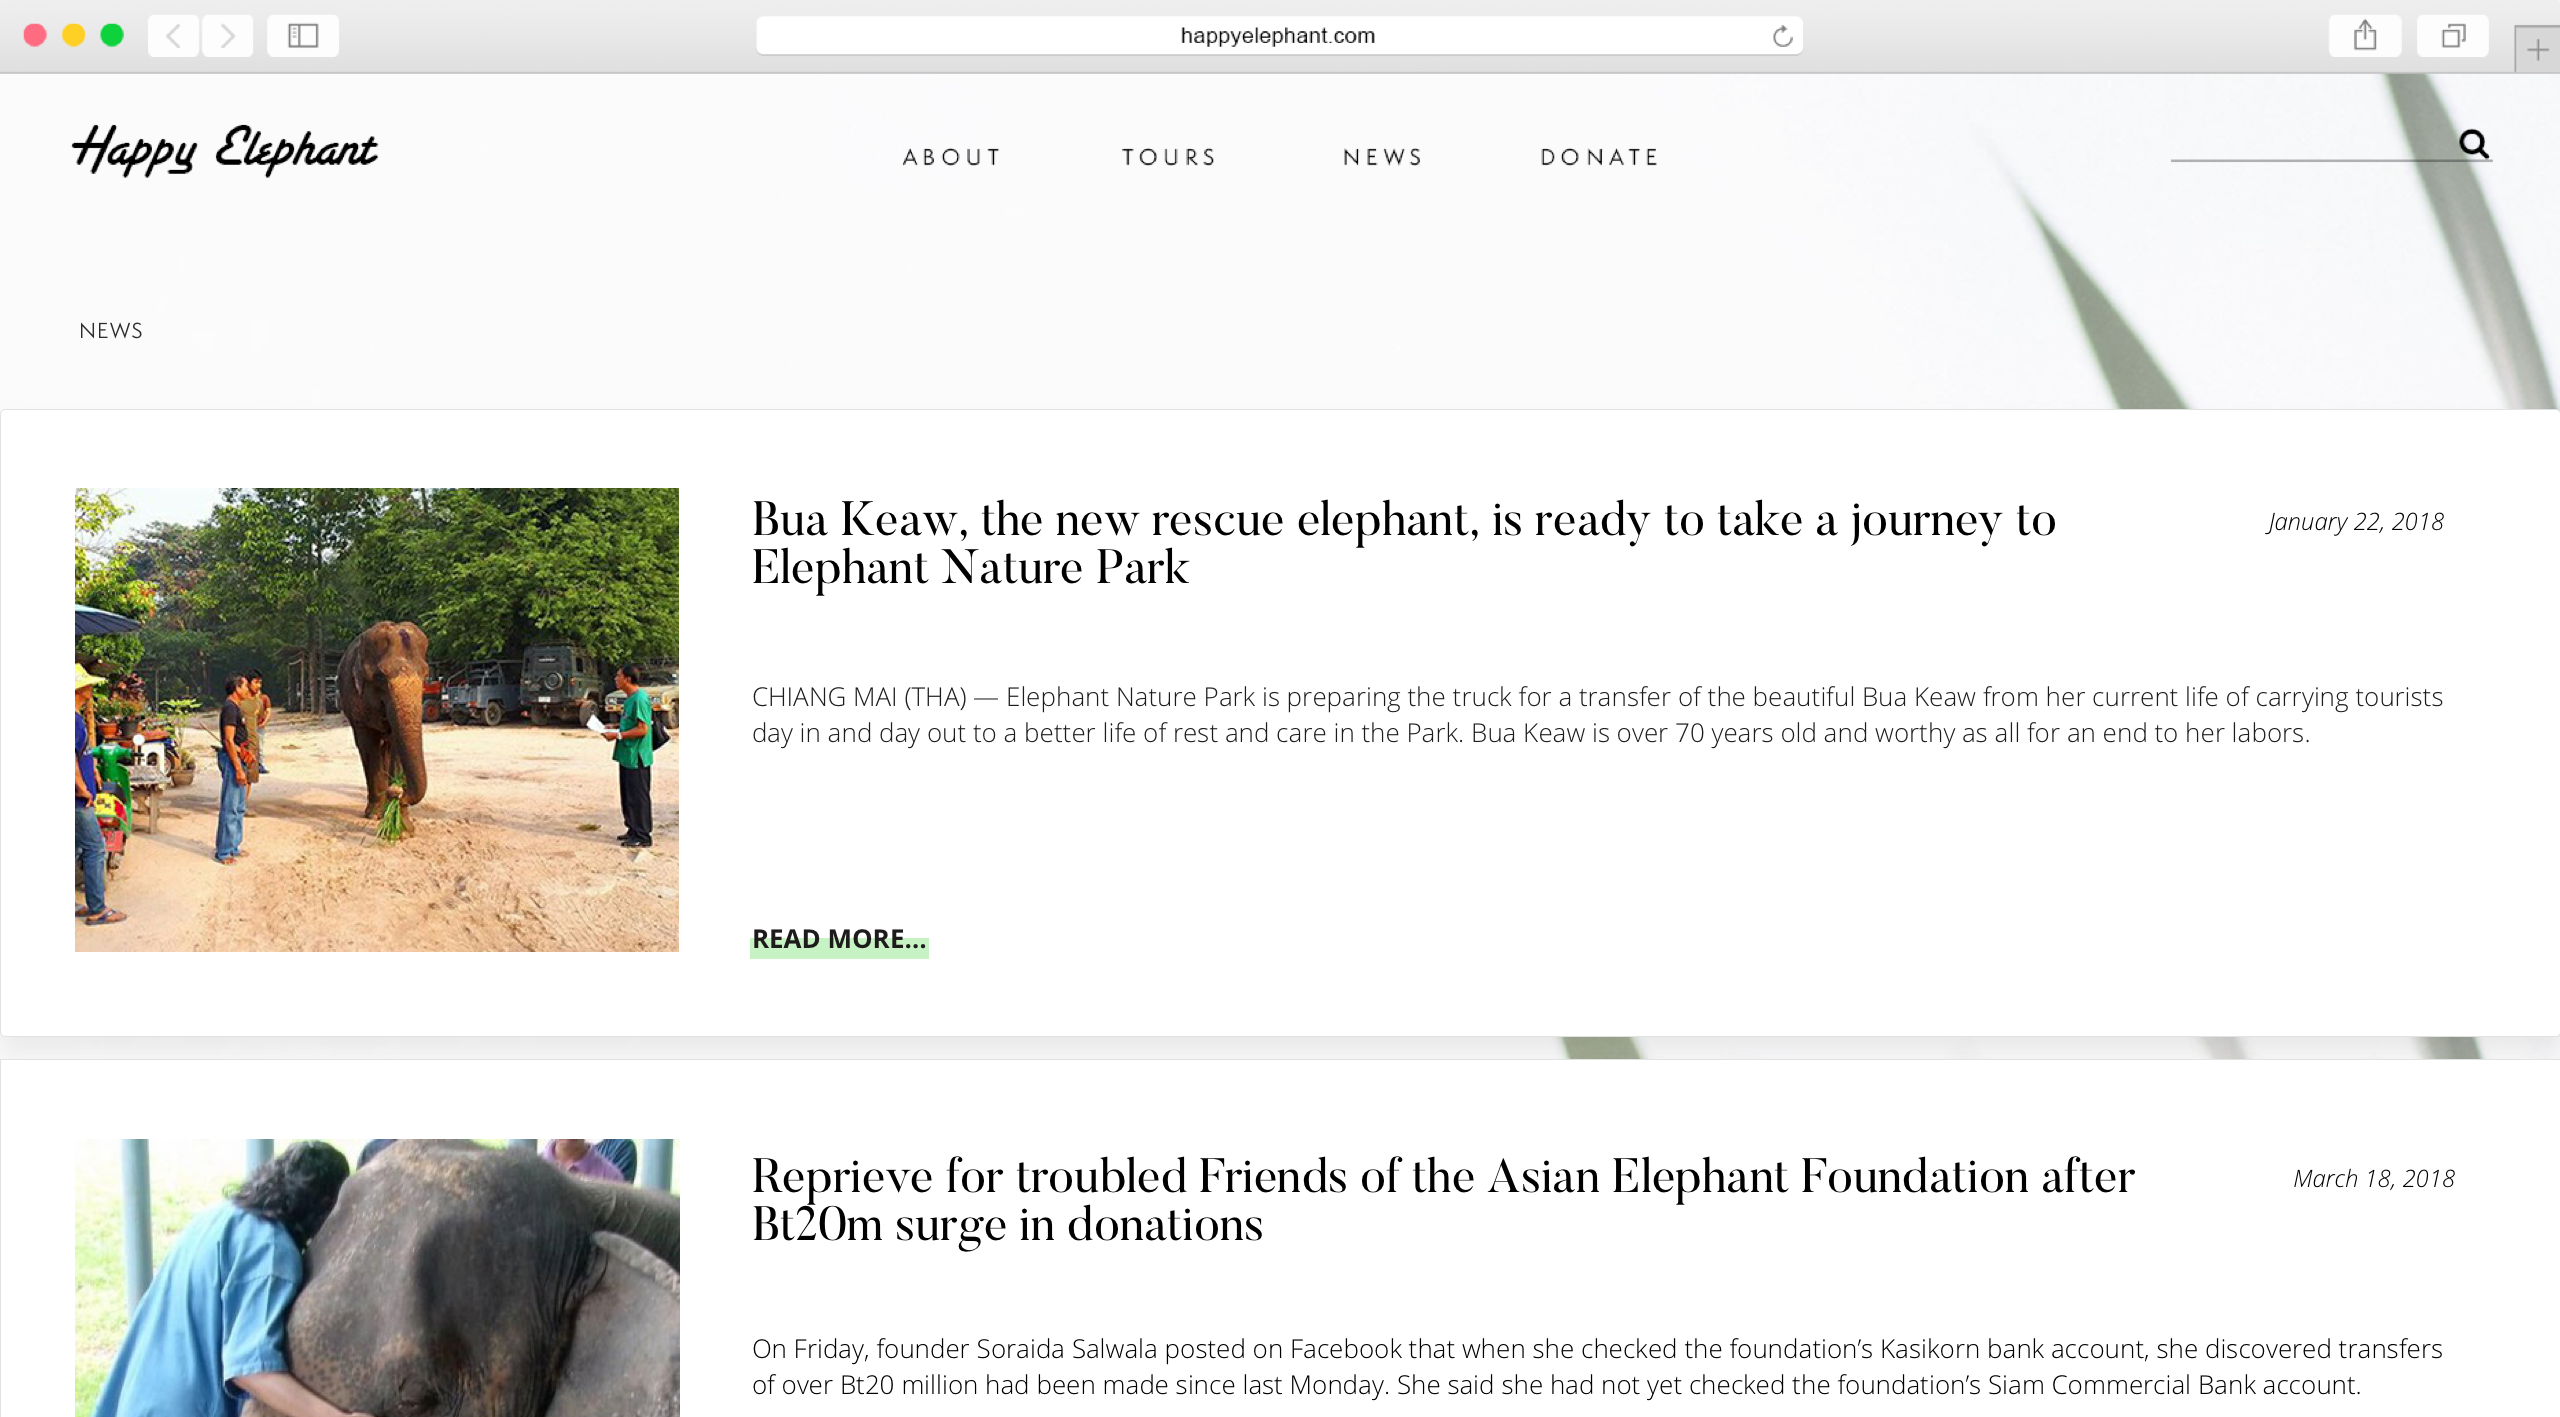 happyelephant.com
Happy Elephant
ABOUT
TOURS
NEWS
DONATE
NEWS
Bua Keaw, the new rescue elephant, is ready to take a journey to
Elephant Nature Park
January 22, 2018
CHIANG MAI (THA) — Elephant Nature Park is preparing the truck for a transfer of the beautiful Bua Keaw from her current life of carrying tourists
day in and day out to a better life of rest and care in the Park. Bua Keaw is over 70 years old and worthy as all for an end to her labors.
READ MORE...
Reprieve for troubled Friends of the Asian Elephant Foundation after
Bt20m surge in donations
March 18, 2018
On Friday, founder Soraida Salwala posted on Facebook that when she checked the foundation’s Kasikorn bank account, she discovered transfers
of over Bt20 million had been made since last Monday. She said she had not yet checked the foundation’s Siam Commercial Bank account.